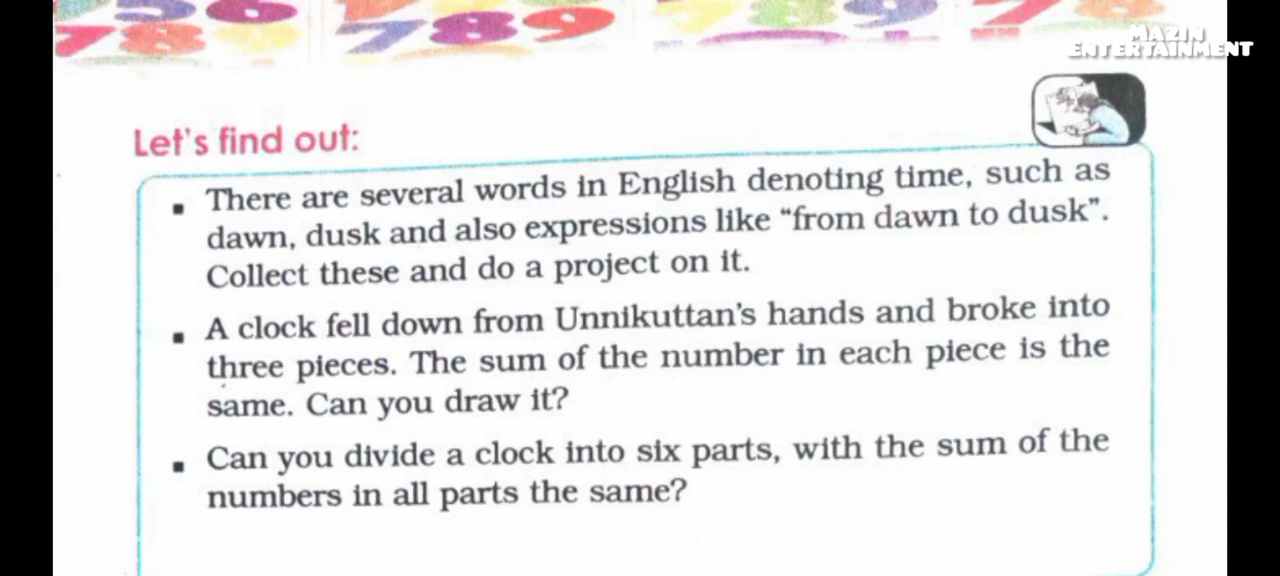 MAZIN
ENTERTAINMENT
Let's find out:
There are several words in English denoting time, such as
dawn, dusk and also expressions like “from dawn to dusk”.
Collect these and do a project on it.
A clock fell down from Unnikuttan's hands and broke into
three pieces. The sum of the number in each piece is the
same. Can you draw it?
Can you divide a clock into six parts, with the sum of the
numbers in all parts the same?